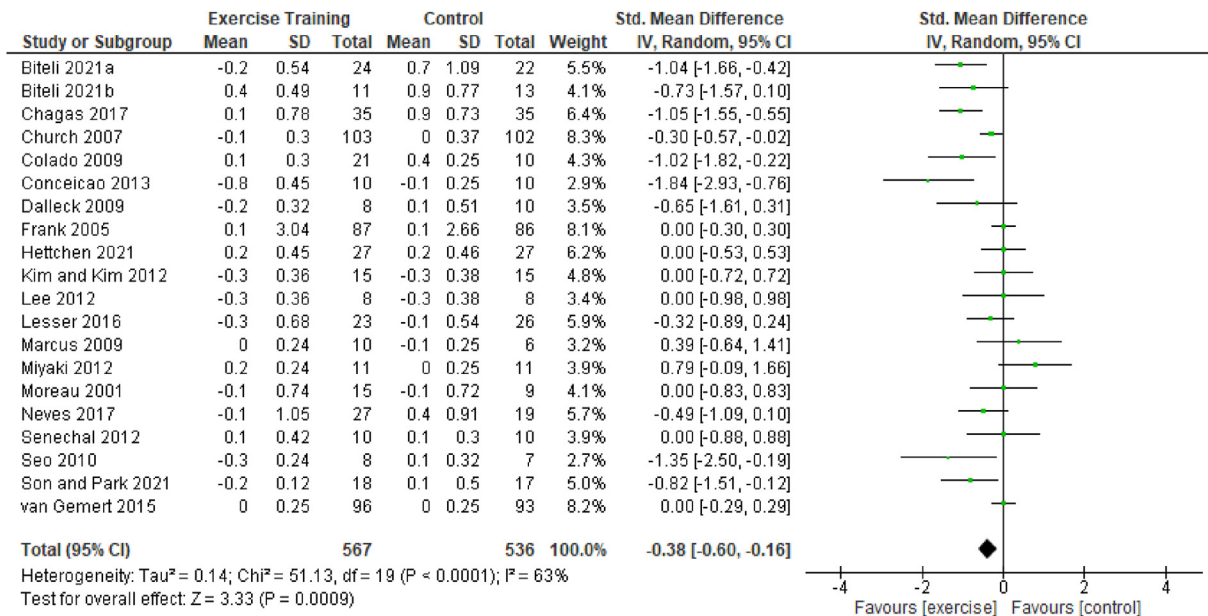 Exercise Training Control Std. Mean Difference Std. Mean Difference
Study or Subgroup Mean SD Total Mean SD Total Weight IV, Random, 95% CI IV, Random, 95% CI
Biteli 2021a -0.2 0.54 24 0.7 1.09 22 5.5% -1.04 [-1.66, -0.42]
Biteli 2021b 0.4 0.49 11 0.9 0.77 13 4.1% -0.73 [-1.57, 0.10]
Chagas 2017 0.1 0.78 35 0.9 0.73 35 6.4% -1.05 [-1.55, -0.55]
Church 2007 -0.1 0.3 103 0 0.37 102 8.3% -0.30 [-0.57, -0.02]
Colado 2009 0.1 0.3 21 0.4 0.25 10 4.3% -1.02 [-1.82, -0.22]
Conceicao 2013 -0.8 0.45 10 -0.1 0.25 10 2.9% -1.84 [-2.93, -0.76]
Dalleck 2009 -0.2 0.32 8 0.1 0.51 10 3.5% -0.65 [-1.61, 0.31]
Frank 2005 0.1 3.04 87 0.1 2.66 86 8.1% 0.00 [-0.30, 0.30]
Hettchen 2021 0.2 0.45 27 0.2 0.46 27 6.1% 0.00 [-0.53, 0.53]
Kim and Kim 2012 -0.3 0.36 15 -0.3 0.38 15 4.8% 0.00 [-0.72, 0.72]
Lee 2012 -0.3 0.36 8 -0.3 0.38 8 3.4% 0.00 [-0.98, 0.98]
Lesser 2016 -0.3 0.68 23 -0.1 0.54 26 5.9% -0.32 [-0.89, 0.24]
Marcus 2009 0 0.24 10 -0.1 0.25 6 3.2% 0.39 [-0.64, 1.41]
Miyaki 2012 0.2 0.24 11 0 0.25 11 3.9% 0.79 [-0.09, 1.66]
Moreau 2001 -0.1 0.74 15 -0.1 0.72 9 4.1% 0.00 [-0.83, 0.83]
Neves 2017 -0.1 1.05 27 0.4 0.91 19 5.7% -0.49 [-1.09, 0.10]
Senechal 2012 0.1 0.42 10 0.1 0.3 10 3.9% 0.00 [-0.88, 0.88]
Seo 2010 -0.3 0.24 8 0.1 0.32 7 2.7% -1.35 [-2.50, -0.19]
Son and Park 2021 -0.2 0.12 18 0.1 0.5 17 5.0% -0.82 [-1.51, -0.12]
van Gemert 2015 0 0.25 96 0 0.25 93 8.2% 0.00 [-0.29, 0.29]
Total (95% CI) 567 536 100.0% -0.38 [-0.60, -0.16]
Heterogeneity: Tau² = 0.14; Chi² = 51.13, df = 19 (P < 0.0001); I² = 63%
Test for overall effect: Z = 3.33 (P = 0.0009)
-4 -2 0 2 4
Favours [exercise] Favours [control]